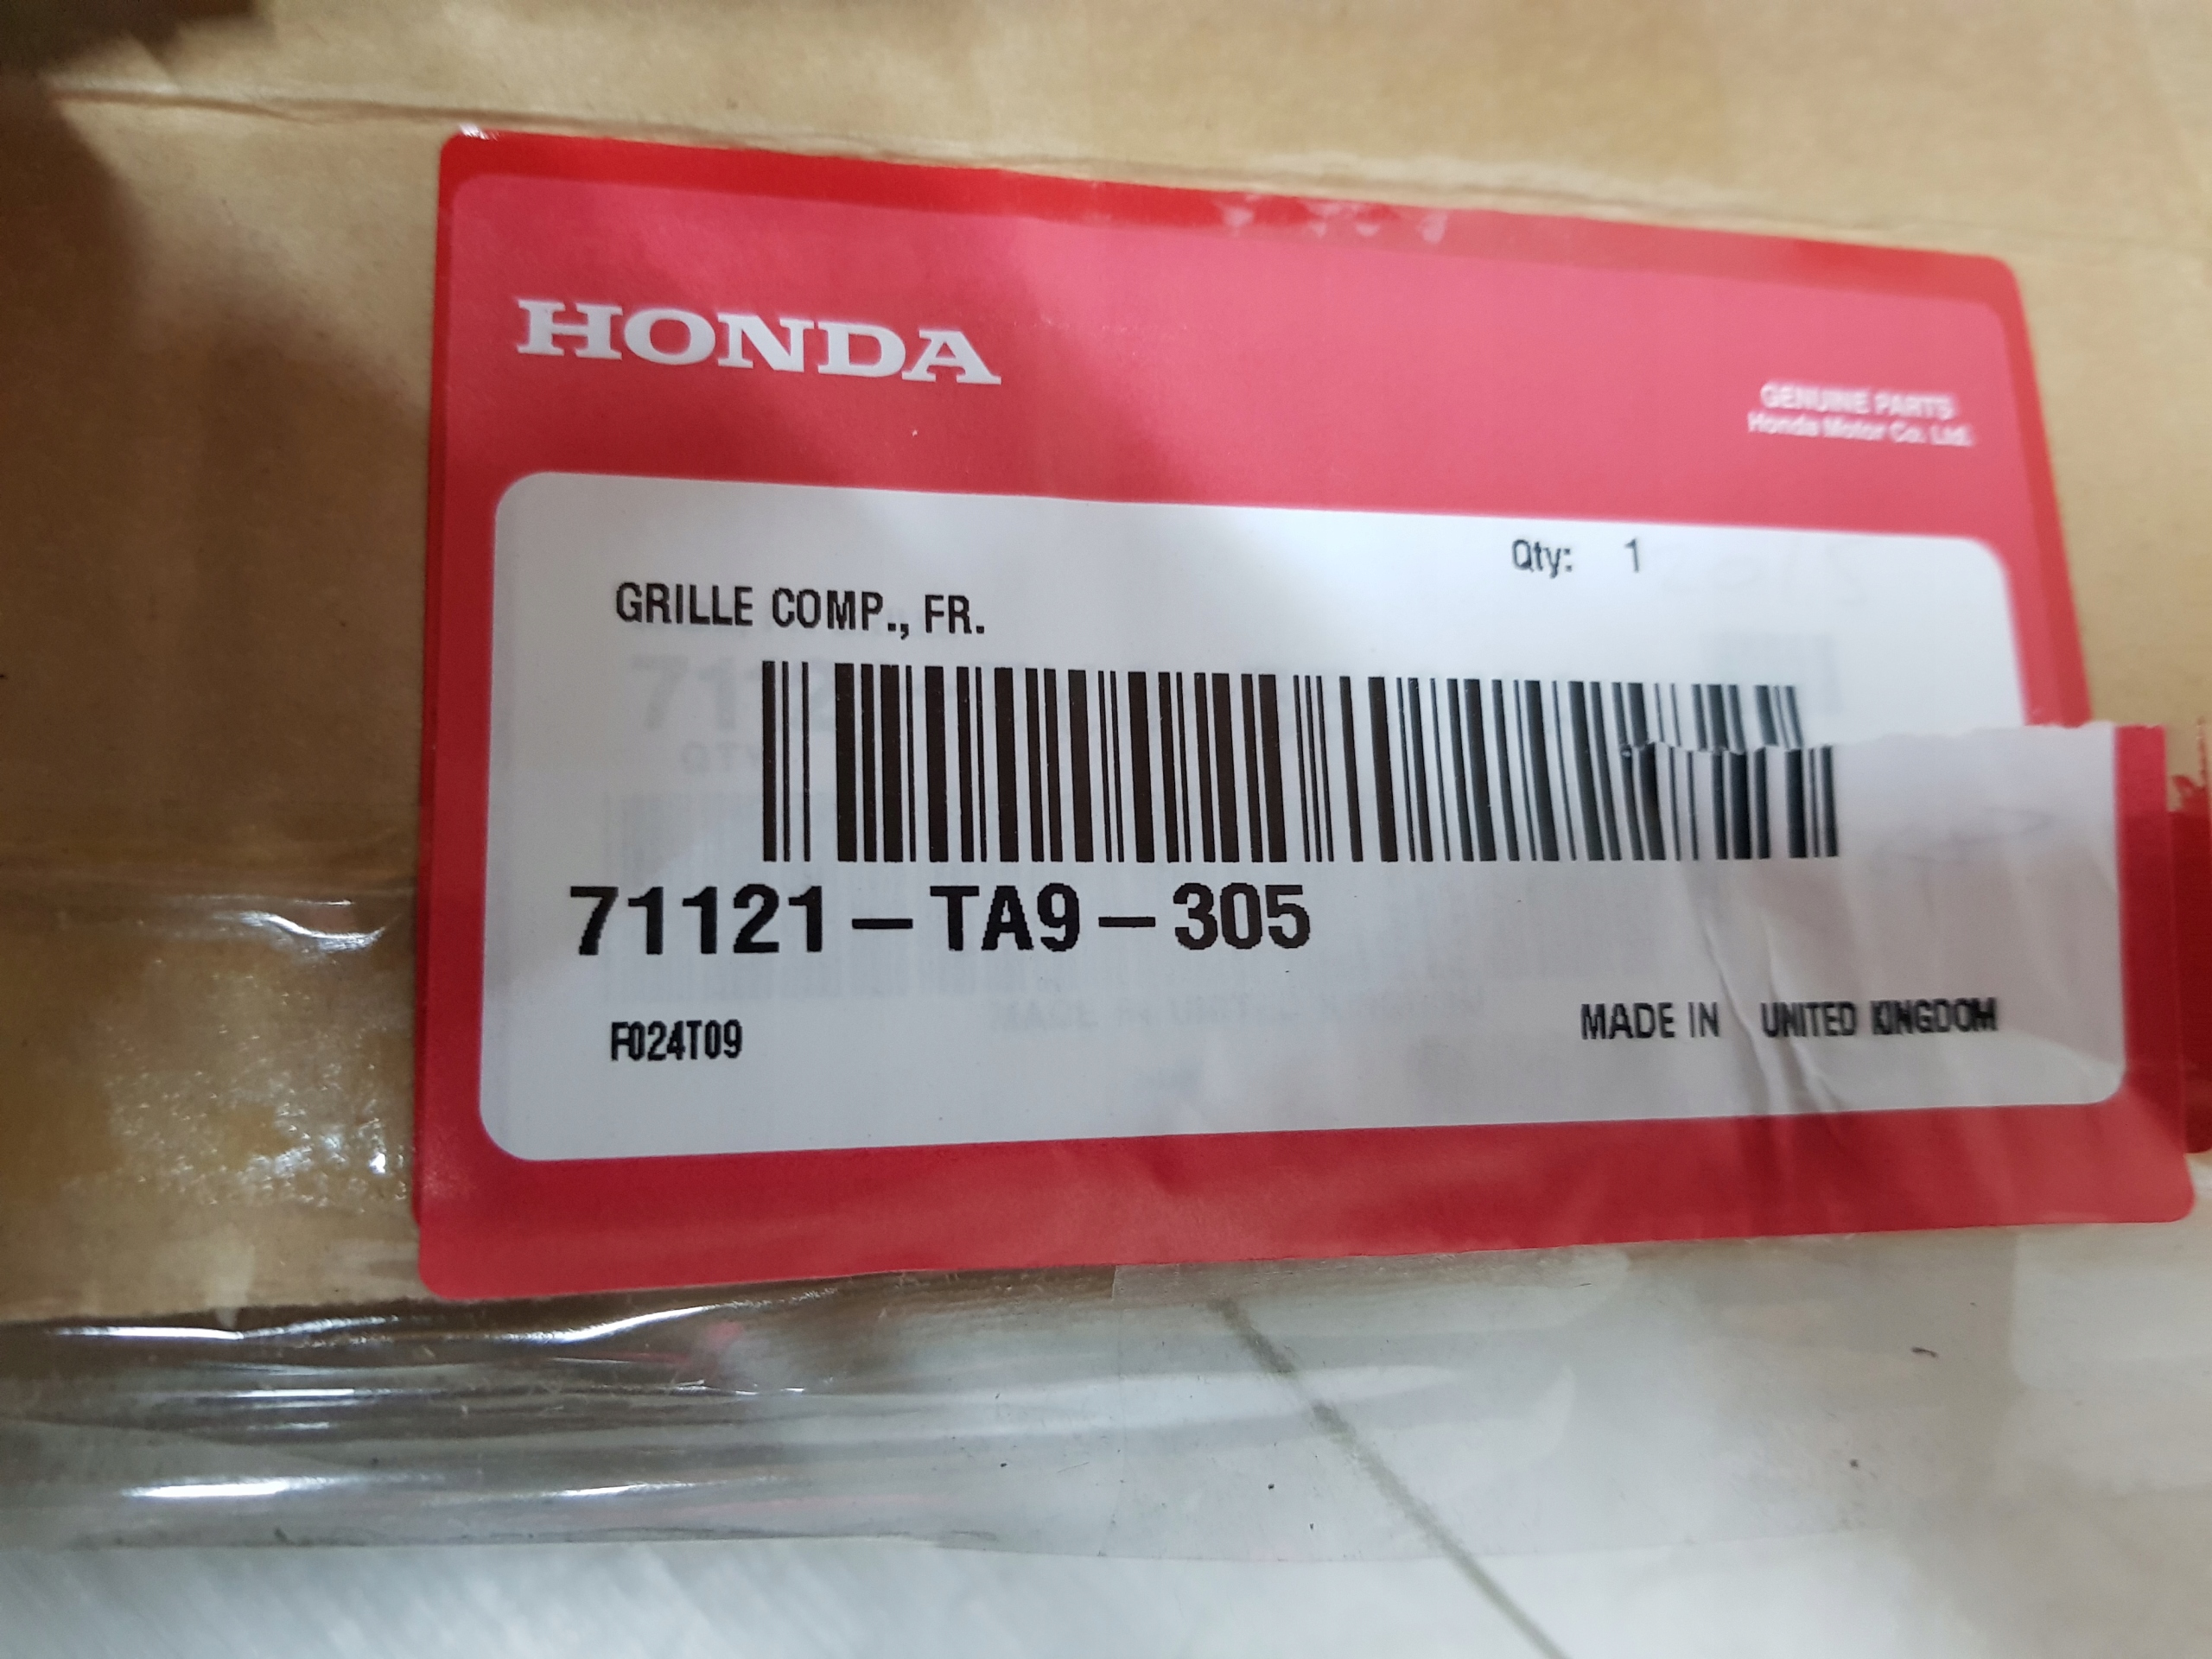 HONDA
GENUINE PARTS
Honda Motor Co. Ltd.
Qty: 1
GRILLE COMP., FR.
71121-TA9-305
F024T09
MADE IN UNITED KINGDOM